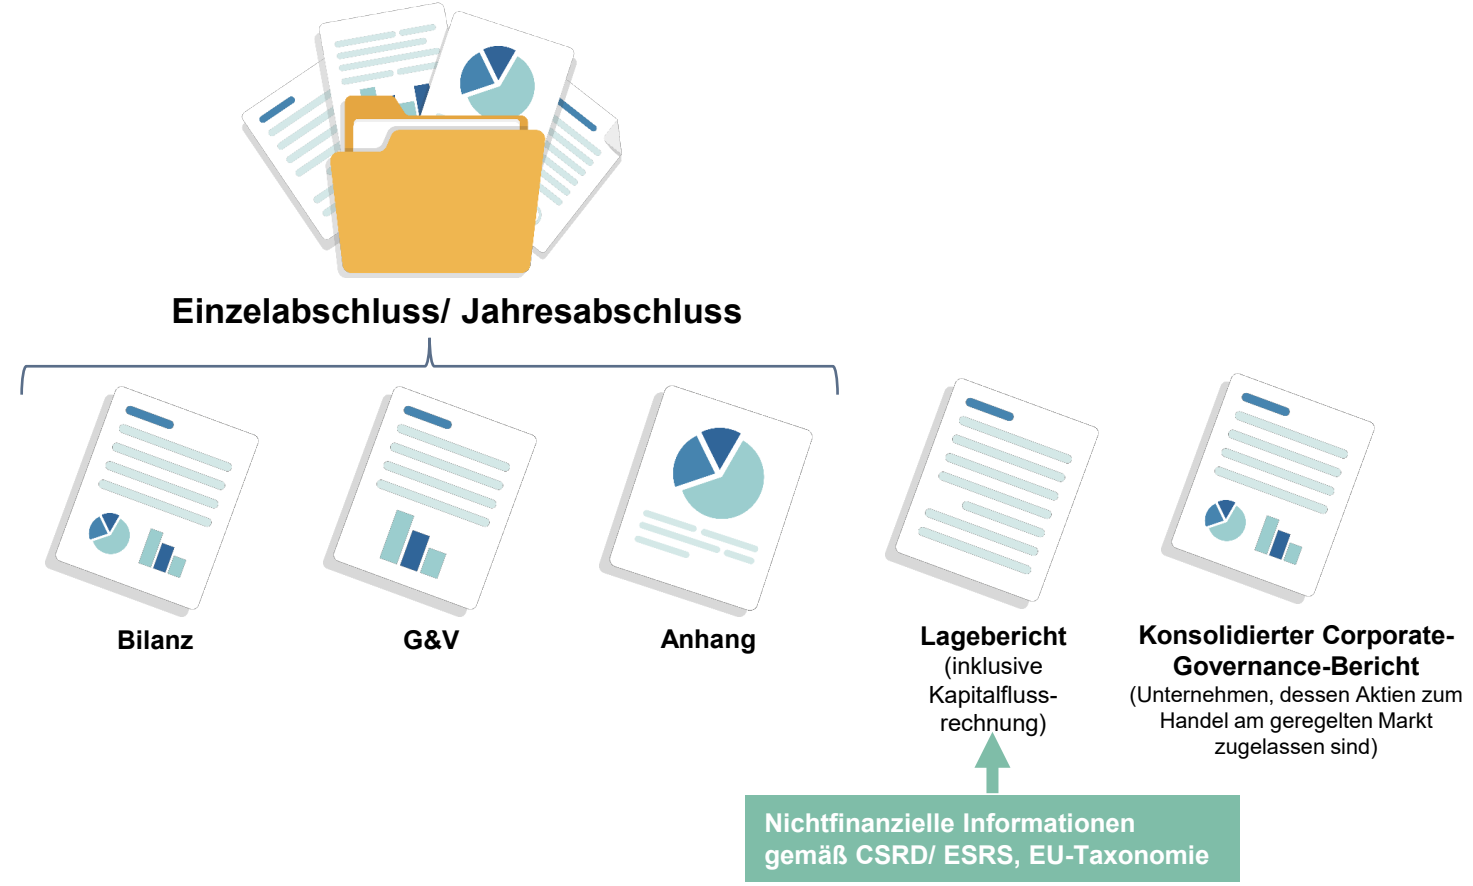 Einzelabschluss/ Jahresabschluss
Bilanz
G&V
Anhang
Lagebericht
(inklusive
Kapitalfluss-
rechnung)
Konsolidierter Corporate-
Governance-Bericht
(Unternehmen, dessen Aktien zum
Handel am geregelten Markt
zugelassen sind)
Nichtfinanzielle Informationen
gemäß CSRD/ ESRS, EU-Taxonomie